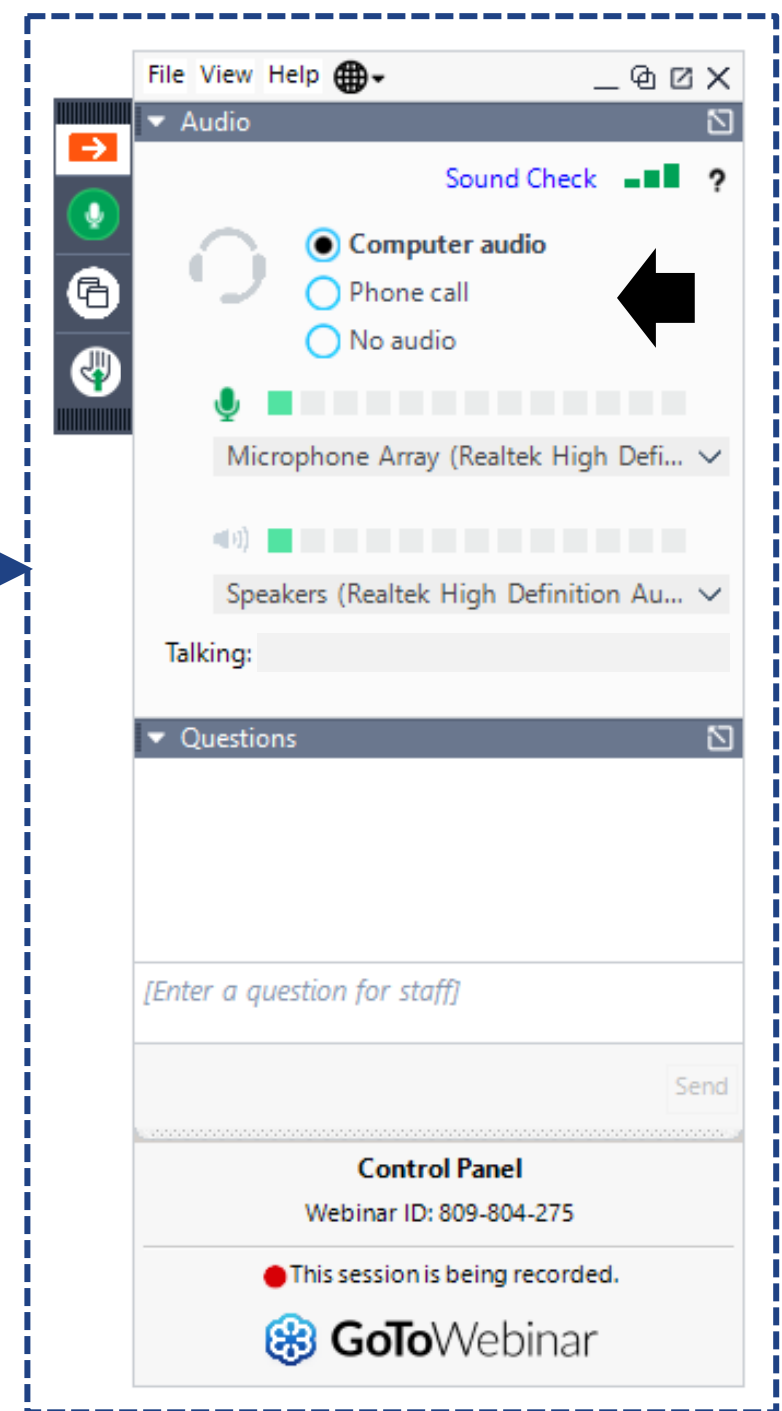 File View Help
Audio
Sound Check ?
Computer audio
Phone call
No audio
Microphone Array (Realtek High Defi...
Speakers (Realtek High Definition Au...
Talking:
Questions
[Enter a question for staff]
Send
Control Panel
Webinar ID: 809-804-275
This session is being recorded.
GoToWebinar